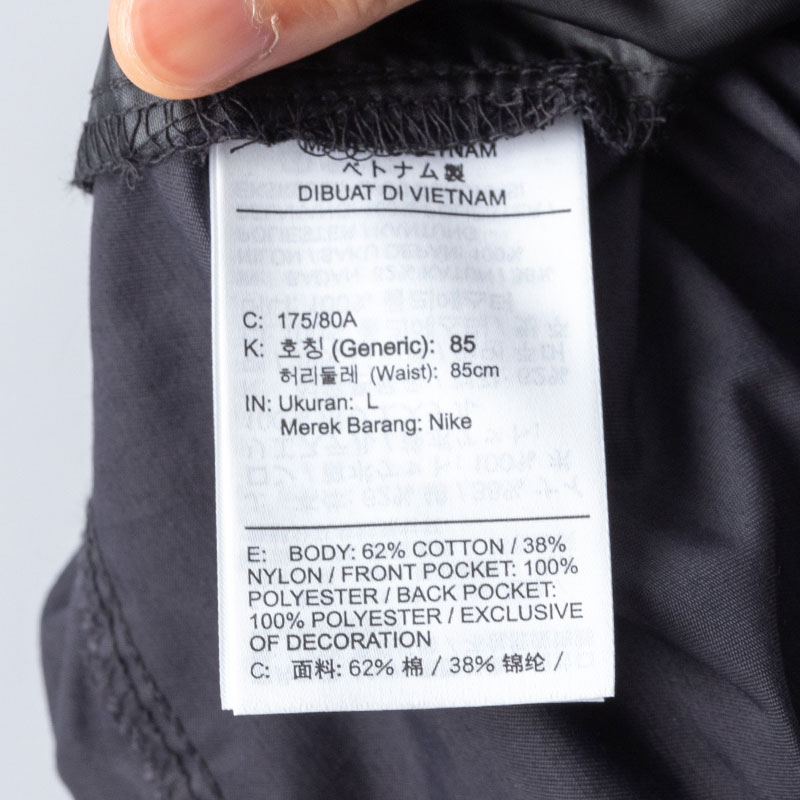 VIETNAM
ベトナム製
DIBUAT DI VIETNAM
C: 175/80A
K: 호칭 (Generic): 85
허리둘레 (Waist): 85cm
IN: Ukuran: L
Merek Barang: Nike
E: BODY: 62% COTTON / 38%
NYLON / FRONT POCKET: 100%
POLYESTER / BACK POCKET:
100% POLYESTER / EXCLUSIVE
OF DECORATION
C: 面料: 62% 棉 / 38% 锦纶 /